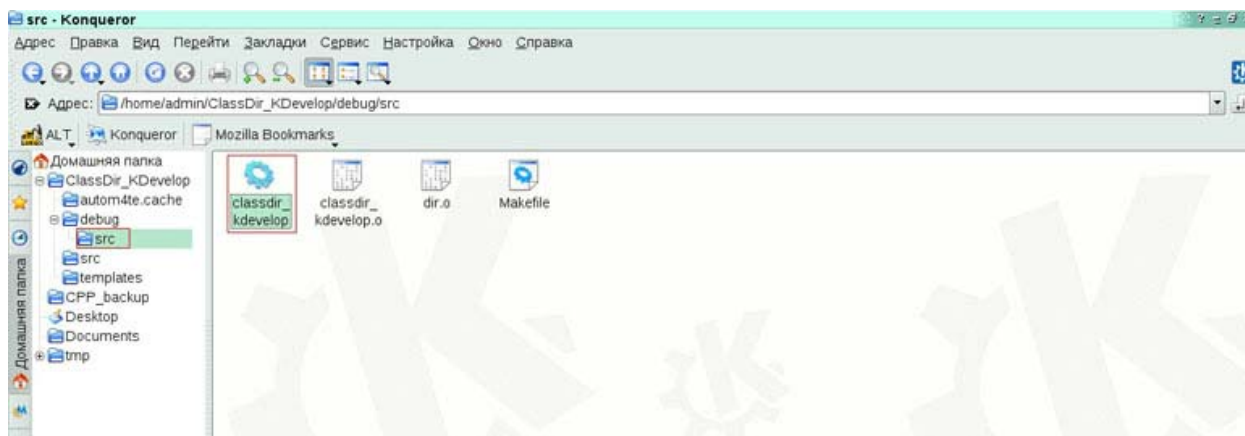 src - Konqueror
Адрес Правка Вид Перейти Закладки Сервис Настройка Окно Справка
Адрес: /home/admin/ClassDir_KDevelop/debug/src
ALT Konqueror Mozilla Bookmarks
Домашняя папка
ClassDir_KDevelop
autom4te.cache
debug
src
src
templates
CPP_backup
Desktop
Documents
tmp
Домашняя папка
classdir_
kdevelop
classdir_
kdevelop.o
dir.o
Makefile